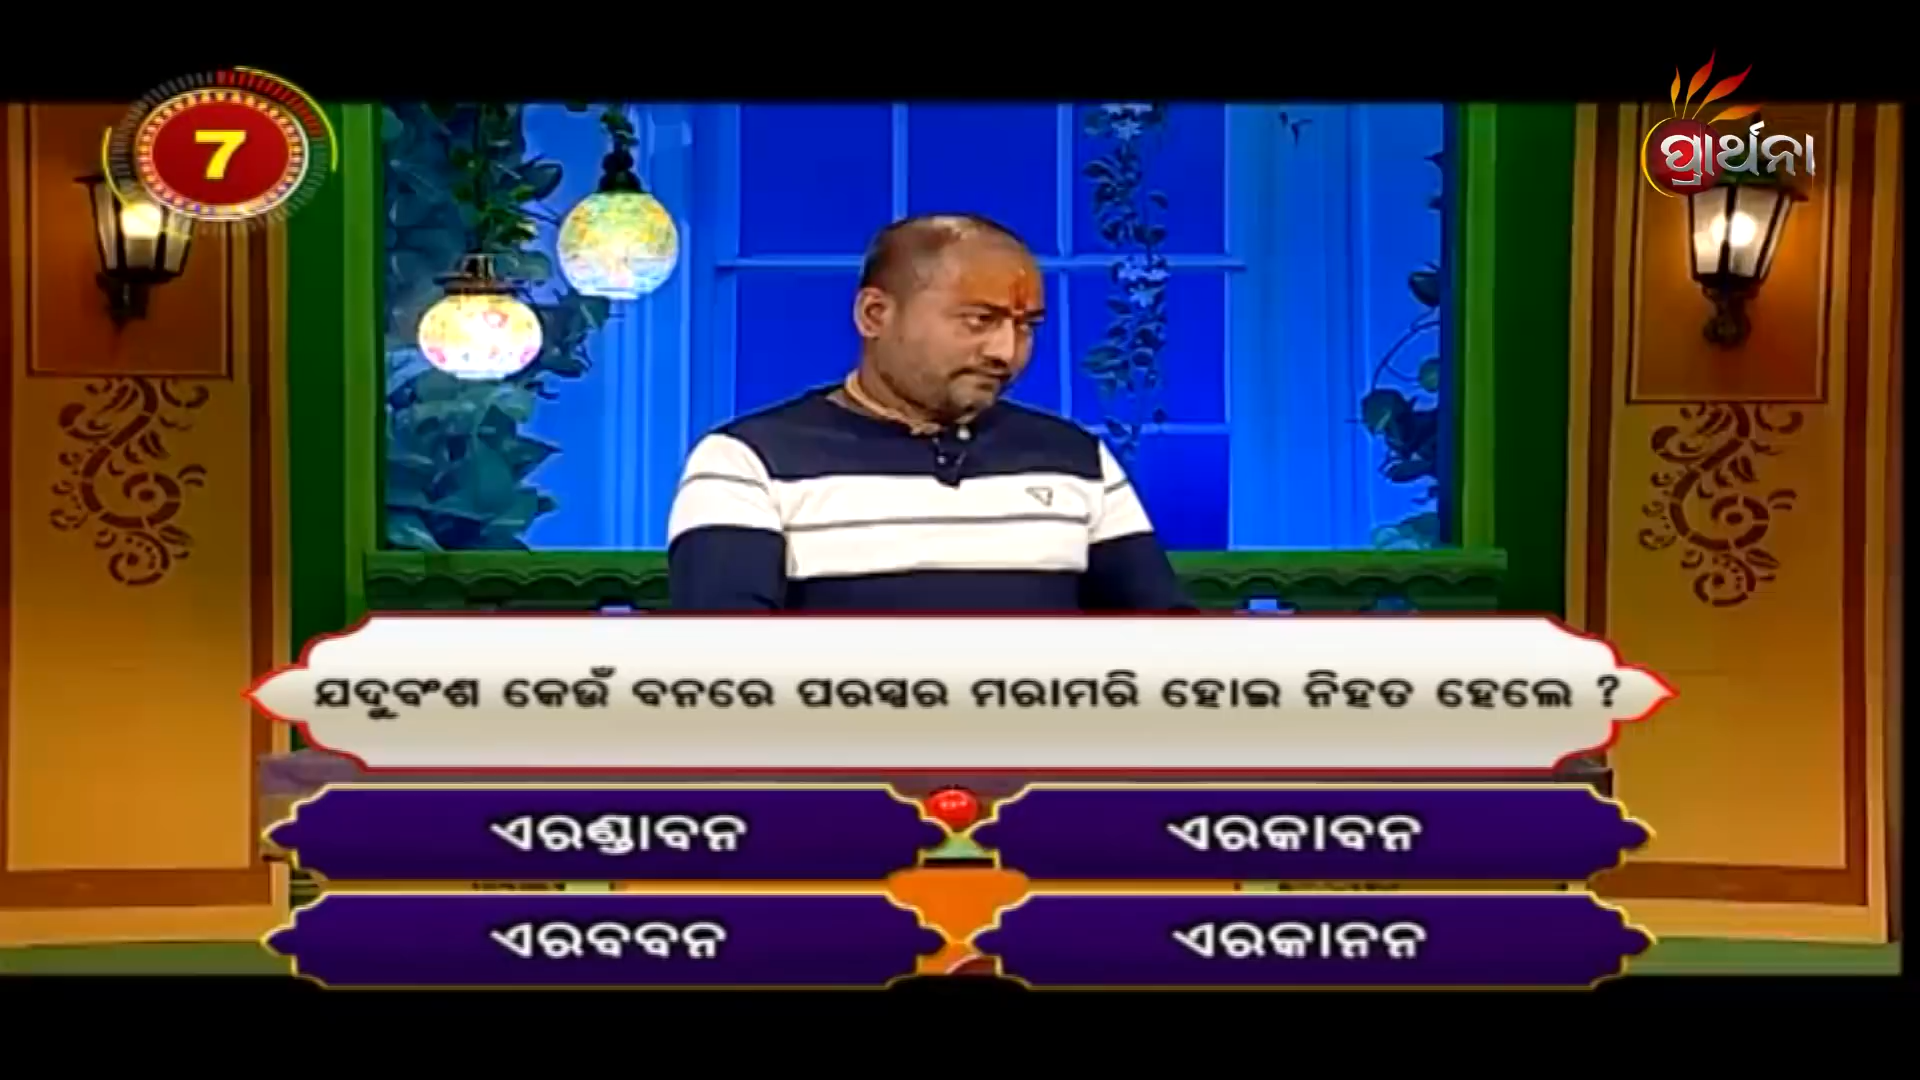 7
ପ୍ରାର୍ଥନା
ଯଦୁବଂଶ କେଉଁ ବନରେ ପରସ୍ପର ମରାମରି ହୋଇ ନିହତ ହେଲେ ?
ଏରଣ୍ଡାବନ
ଏରକାବନ
ଏରବବନ
ଏରକାନନ